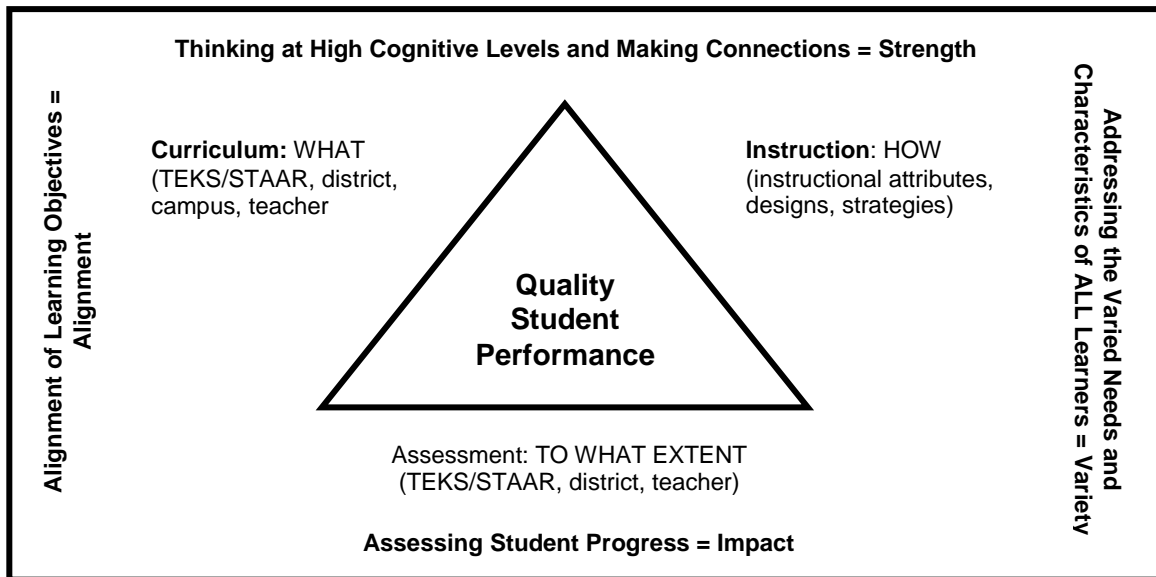 Thinking at High Cognitive Levels and Making Connections = Strength
Alignment of Learning Objectives =
Alignment
Curriculum: WHAT
(TEKS/STAAR, district,
campus, teacher
Instruction: HOW
(instructional attributes,
designs, strategies)
Addressing the Varied Needs and
Characteristics of ALL Learners = Variety
Quality
Student
Performance
Assessment: TO WHAT EXTENT
(TEKS/STAAR, district, teacher)
Assessing Student Progress = Impact